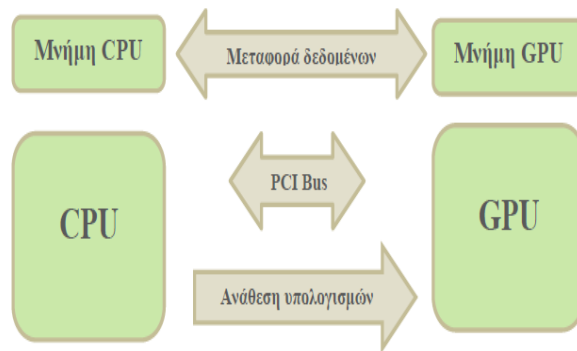 Μνήμη CPU
Μεταφορά δεδομένων
Μνήμη GPU
CPU
PCI Bus
GPU
Ανάθεση υπολογισμών